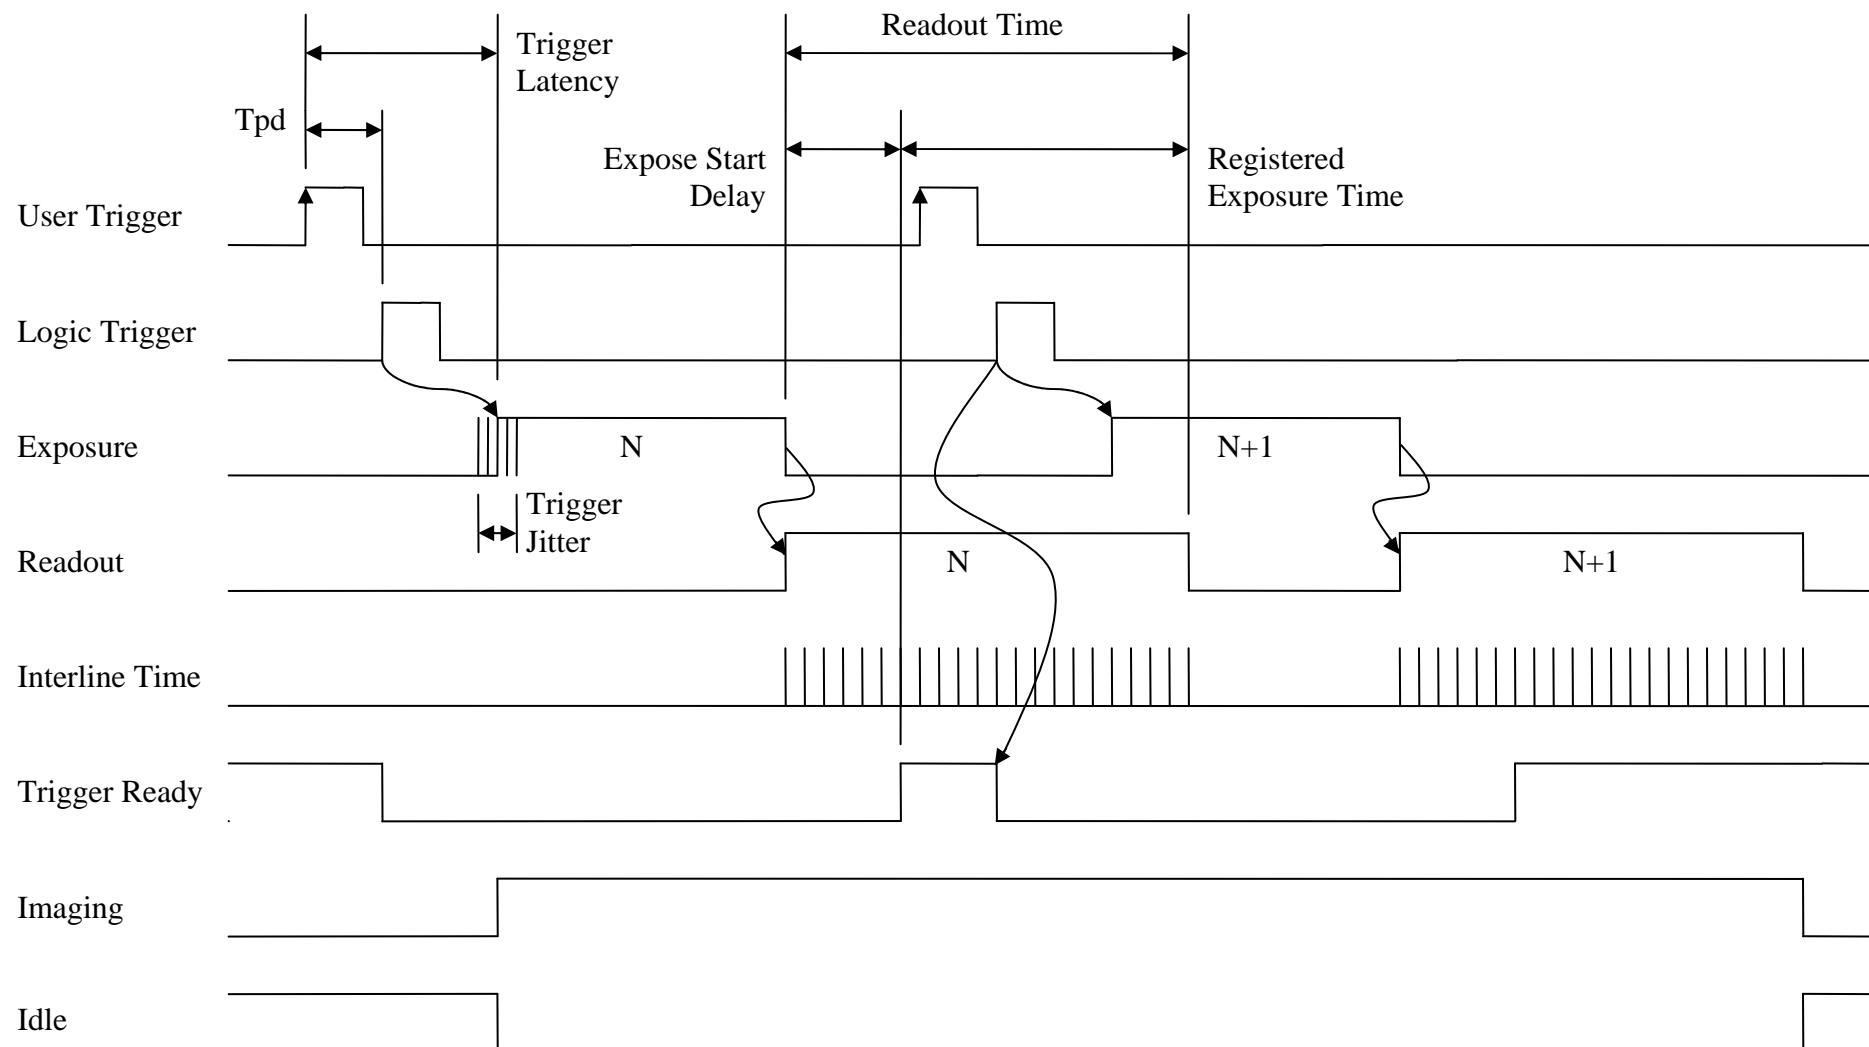 Readout Time
Trigger
Latency
Tpd
Expose Start
Delay
Registered
Exposure Time
User Trigger
Logic Trigger
Exposure
N
N+1
Trigger
Jitter
Readout
N
N+1
Interline Time
Trigger Ready
Imaging
Idle